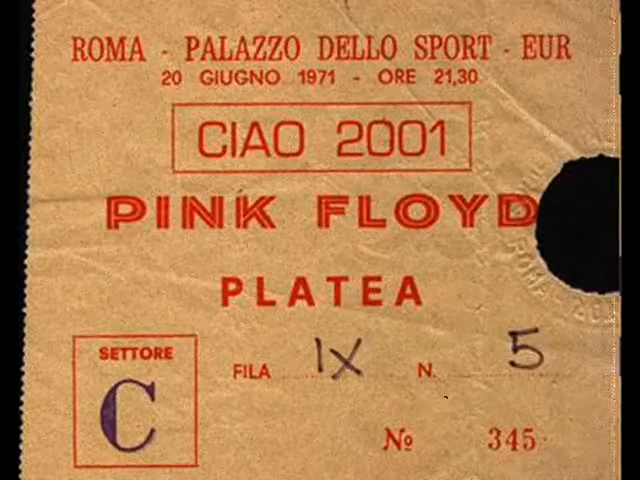 ROMA - PALAZZO DELLO SPORT - EUR
20 GIUGNO 1971 - ORE 21,30
CIAO 2001
PINK FLOYD
PLATEA
SETTORE
C
FILA IX N. 5
Nº 345
ROMA